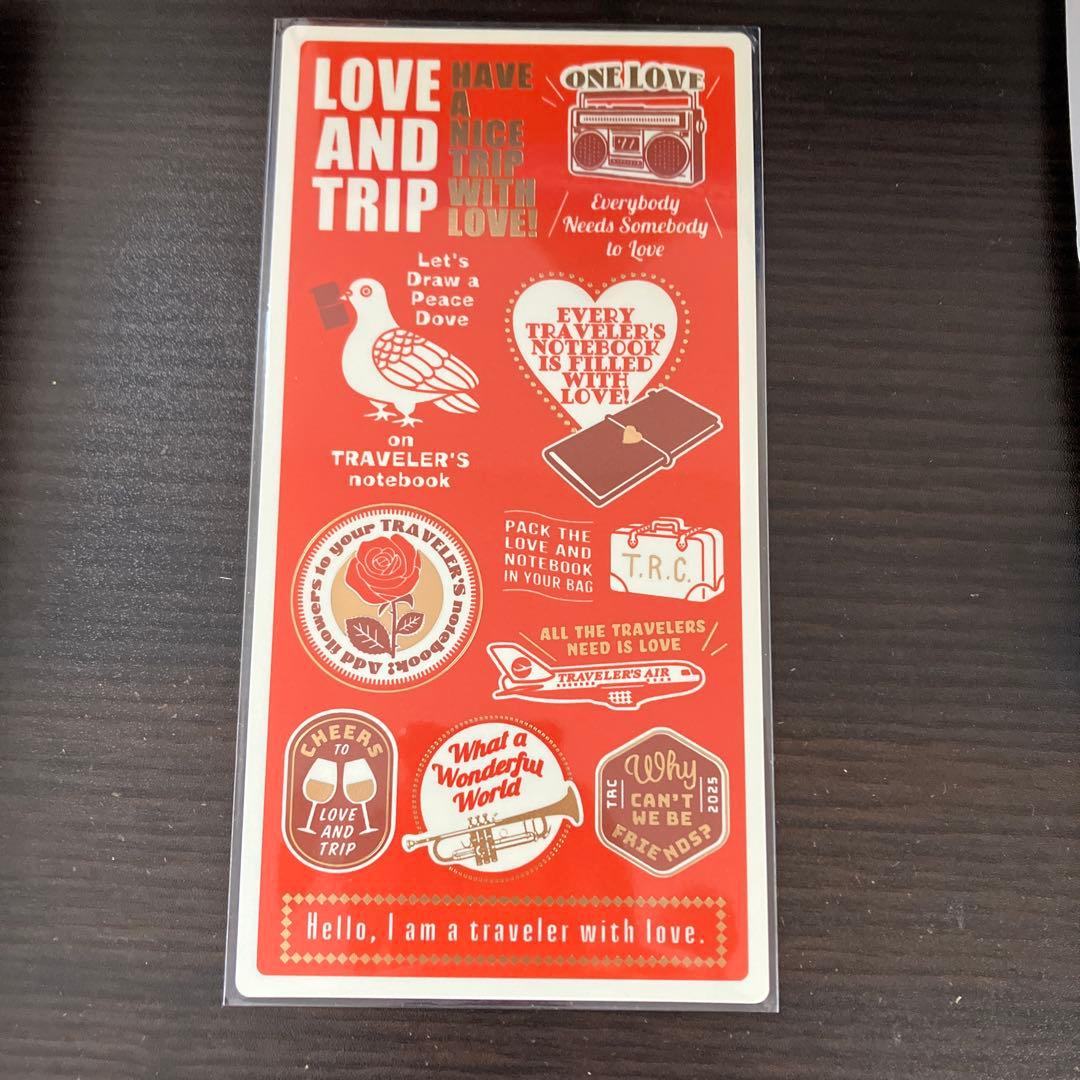 LOVE
AND
TRIP
HAVE
A
NICE
TRIP
WITH
LOVE!
ONE LOVE
Everybody
Needs Somebody
to Love
Let's
Draw a
Peace
Dove
on
TRAVELER'S
notebook
EVERY
TRAVELER'S
NOTEBOOK
IS FILLED
WITH
LOVE!
Add flowers to your TRAVELER'S notebook!
PACK THE
LOVE AND
NOTEBOOK
IN YOUR BAG
T.R.C.
ALL THE TRAVELERS
NEED IS LOVE
TRAVELER'S AIR
CHEERS
TO
LOVE
AND
TRIP
What a
Wonderful
World
Why
CAN'T
WE BE
FRIENDS?
TRC
2025
Hello, I am a traveler with love.